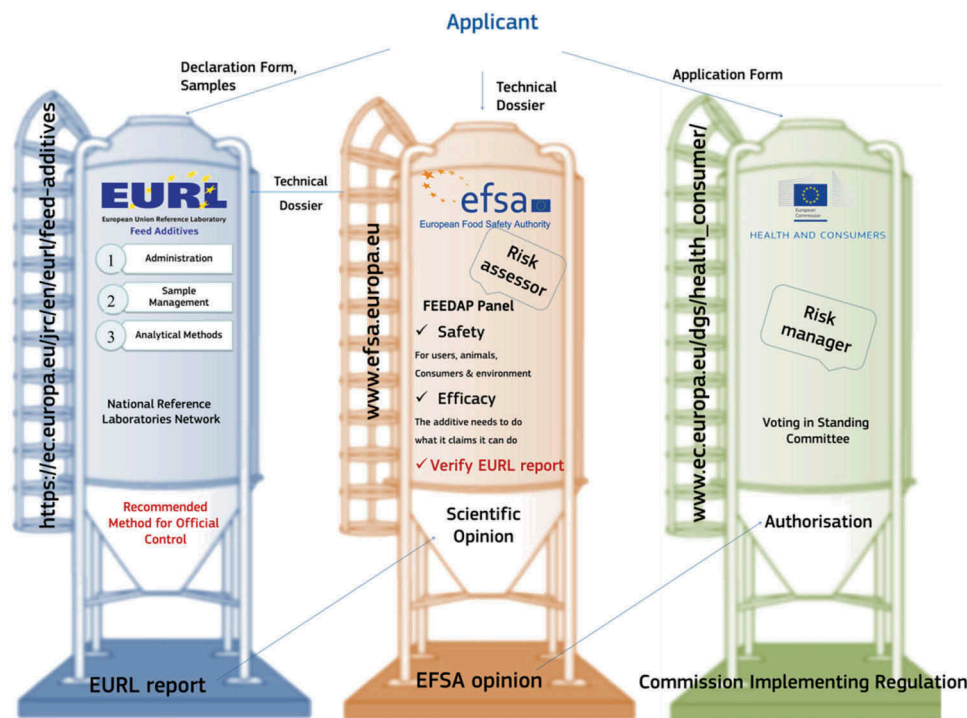 Applicant
Declaration Form,
Samples
Technical
Dossier
Application Form
https://ec.europa.eu/jrc/en/eurl/feed-additives
EURL
European Union Reference Laboratory
Feed Additives
1 Administration
2 Sample
Management
3 Analytical Methods
National Reference
Laboratories Network
Recommended
Method for Official
Control
EURL report
Technical
Dossier
www.efsa.europa.eu
efsa
European Food Safety Authority
Risk
assessor
FEEDAP Panel
✓ Safety
For users, animals,
Consumers & environment
✓ Efficacy
The additive needs to do
what it claims it can do
✓ Verify EURL report
Scientific
Opinion
EFSA opinion
www.ec.europa.eu/dgs/health_consumer/
European
Commission
HEALTH AND CONSUMERS
Risk
manager
Voting in Standing
Committee
Authorisation
Commission Implementing Regulation